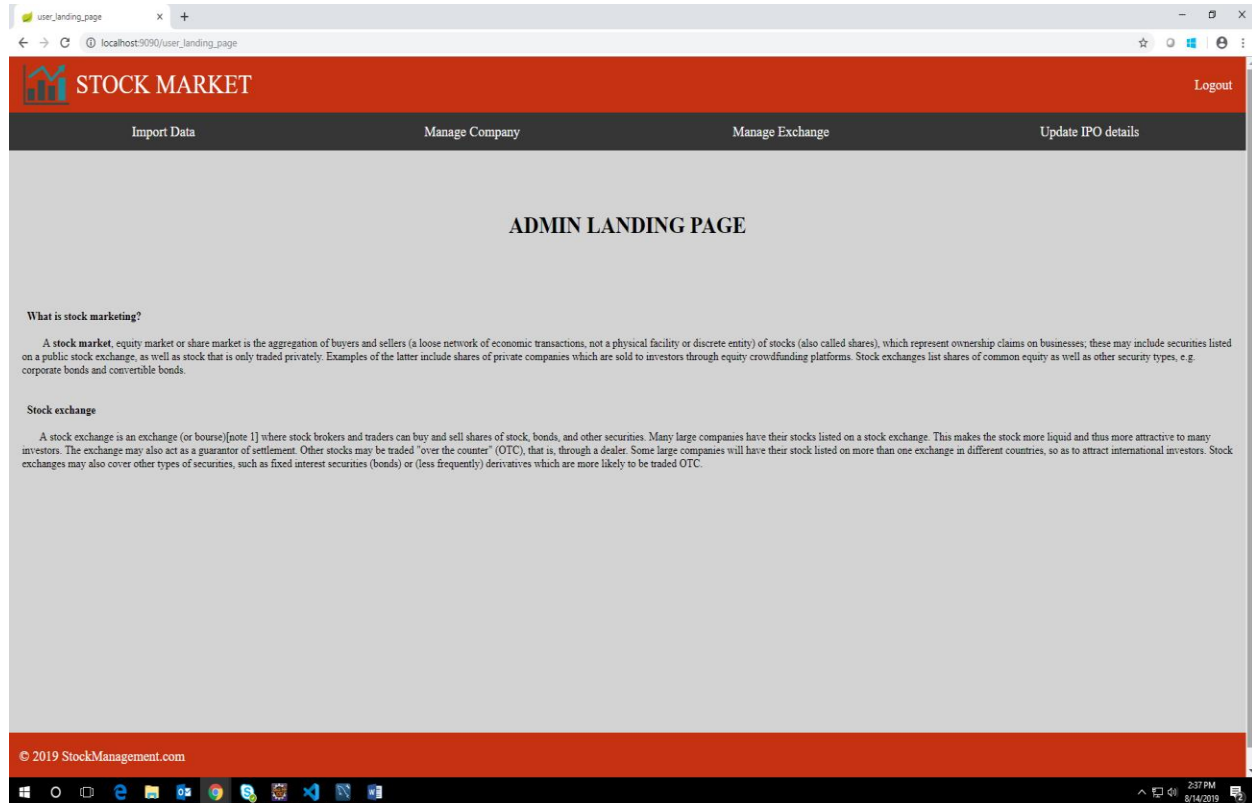 user_landing_page
localhost:9090/user_landing_page
STOCK MARKET
Logout
Import Data
Manage Company
Manage Exchange
Update IPO details
ADMIN LANDING PAGE
What is stock marketing?
A stock market, equity market or share market is the aggregation of buyers and sellers (a loose network of economic transactions, not a physical facility or discrete entity) of stocks (also called shares), which represent ownership claims on businesses; these may include securities listed
on a public stock exchange, as well as stock that is only traded privately. Examples of the latter include shares of private companies which are sold to investors through equity crowdfunding platforms. Stock exchanges list shares of common equity as well as other security types, e.g.
corporate bonds and convertible bonds.
Stock exchange
A stock exchange is an exchange (or bourse)[note 1] where stock brokers and traders can buy and sell shares of stock, bonds, and other securities. Many large companies have their stocks listed on a stock exchange. This makes the stock more liquid and thus more attractive to many
investors. The exchange may also act as a guarantor of settlement. Other stocks may be traded "over the counter" (OTC), that is, through a dealer. Some large companies will have their stock listed on more than one exchange in different countries, so as to attract international investors. Stock
exchanges may also cover other types of securities, such as fixed interest securities (bonds) or (less frequently) derivatives which are more likely to be traded OTC.
© 2019 StockManagement.com
2:37 PM
8/14/2019